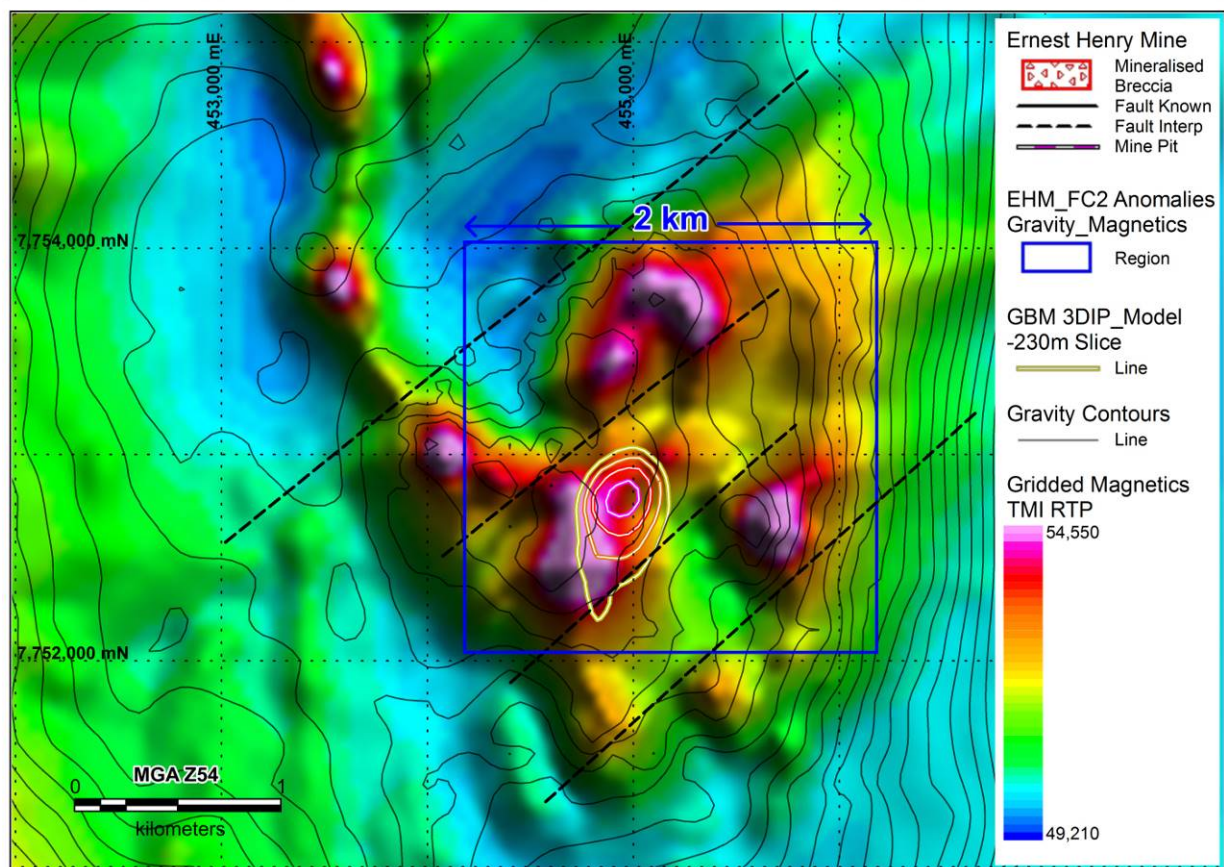 453,000 mE
455,000 mE
7,754,000 mN
2 km
7,752,000 mN
MGA Z54
0
1
kilometers
Ernest Henry Mine
Mineralised
Breccia
Fault Known
Fault Interp
Mine Pit
EHM_FC2 Anomalies
Gravity_Magnetics
Region
GBM 3DIP_Model
-230m Slice
Line
Gravity Contours
Line
Gridded Magnetics
TMI RTP
54,550
49,210